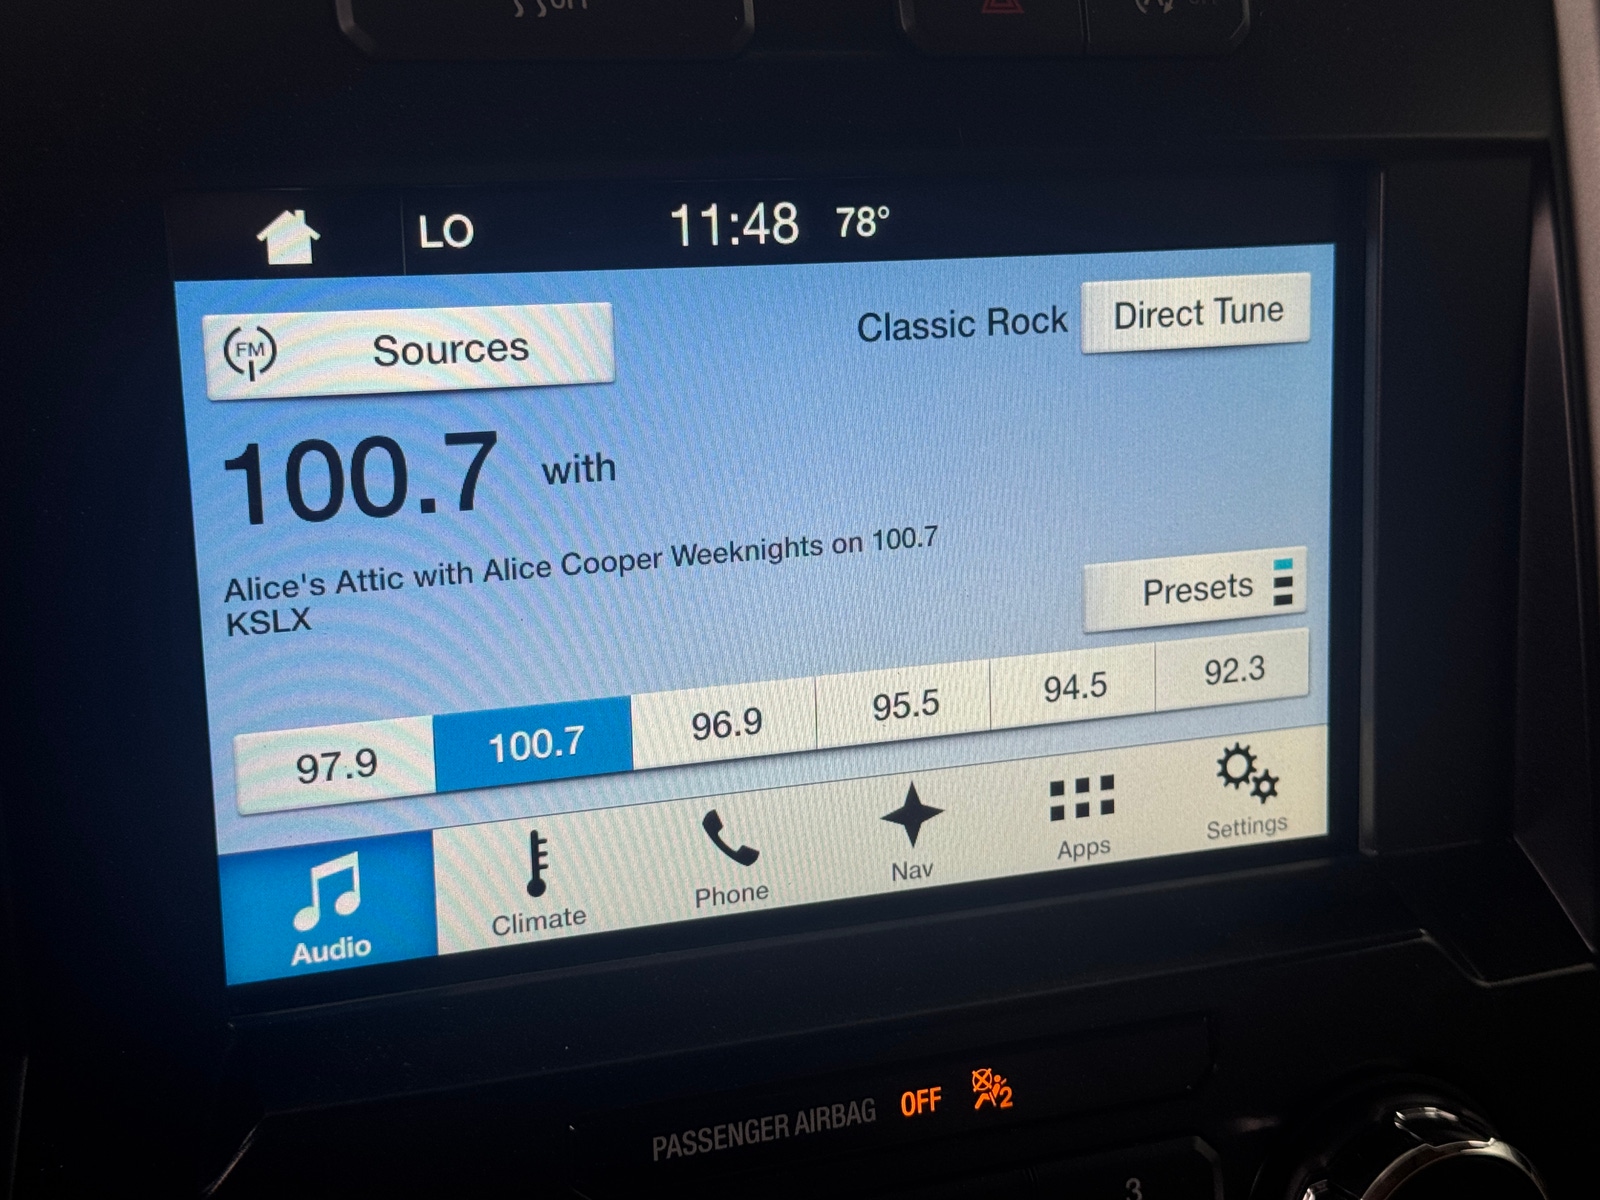 LO
11:48 78°
FM Sources
Classic Rock
Direct Tune
100.7 with
Alice's Attic with Alice Cooper Weeknights on 100.7
KSLX
Presets
97.9 100.7 96.9 95.5 94.5 92.3
Audio Climate Phone Nav Apps Settings
PASSENGER AIRBAG OFF 2
3